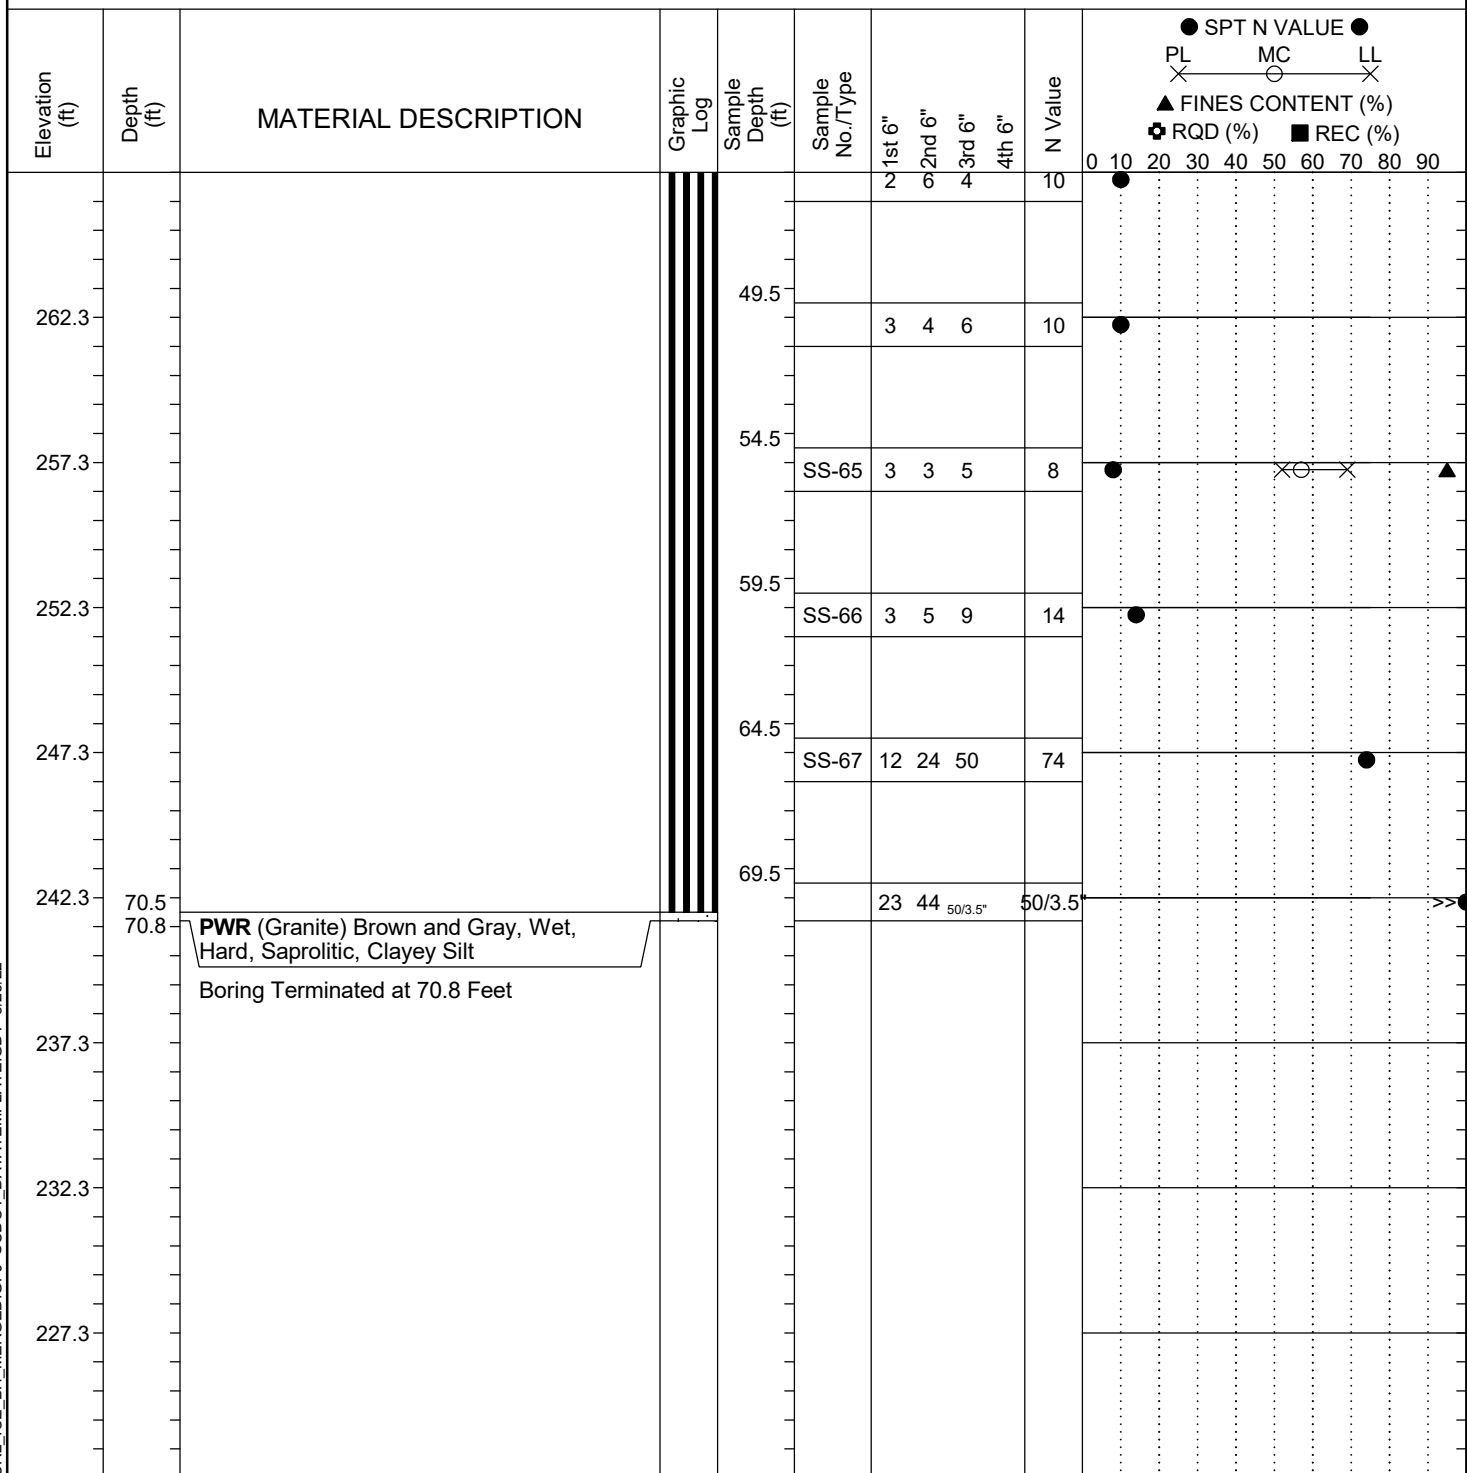 ● SPT N VALUE ●
PL MC LL
▲ FINES CONTENT (%)
RQD (%) ■ REC (%)
Elevation (ft)
Depth (ft)
MATERIAL DESCRIPTION
Graphic Log
Sample Depth (ft)
Sample No./Type
1st 6"
2nd 6"
3rd 6"
4th 6"
N Value
0 10 20 30 40 50 60 70 80 90
2 6 4 10
49.5
262.3 3 4 6 10
54.5
257.3 SS-65 3 3 5 8
59.5
252.3 SS-66 3 5 9 14
64.5
247.3 SS-67 12 24 50 74
69.5
242.3 70.5 23 44 50/3.5" 50/3.5" >>
70.8 PWR (Granite) Brown and Gray, Wet,
Hard, Saprolitic, Clayey Silt
Boring Terminated at 70.8 Feet
237.3
232.3
227.3